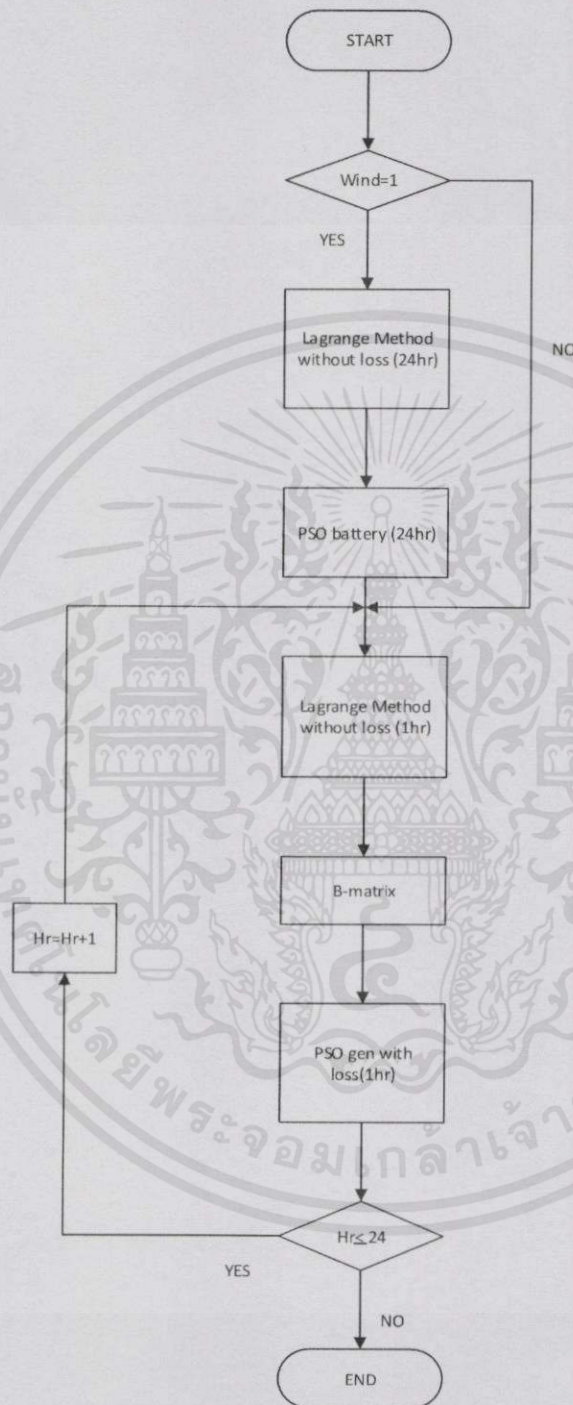 START
Wind=1
YES
Lagrange Method
without loss (24hr)
NO
PSO battery (24hr)
Lagrange Method
without loss (1hr)
B-matrix
Hr=Hr+1
PSO gen with
loss(1hr)
Hr≤ 24
YES
NO
END